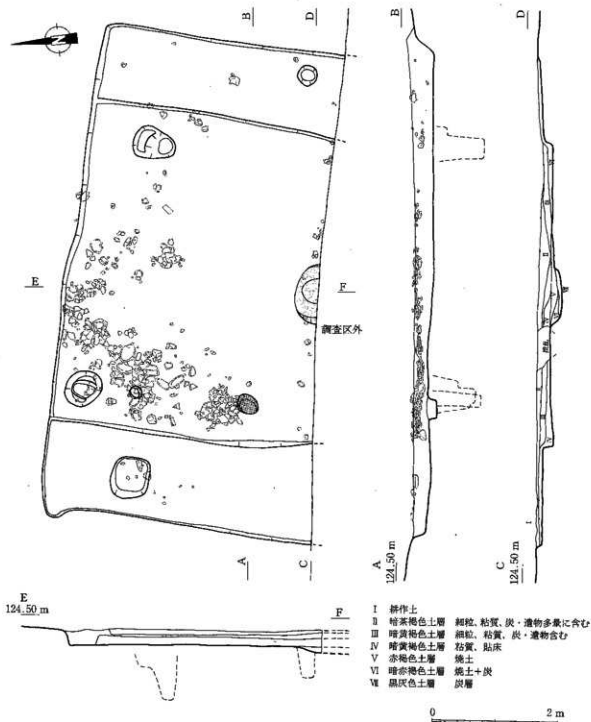 B
D
N
B
D
E
F
調査区外
A
C
A
124.50 m
C
124.50 m
E
124.50 m
F
I 耕作土
II 暗茶褐色土層 細粒、粘質、炭・遺物多量に含む
III 暗黄褐色土層 細粒、粘質、炭・遺物含む
IV 暗黄褐色土層 粘質、貼床
V 赤褐色土層 焼土
VI 暗赤褐色土層 焼土+炭
VII 黒灰色土層 炭層
0 2 m